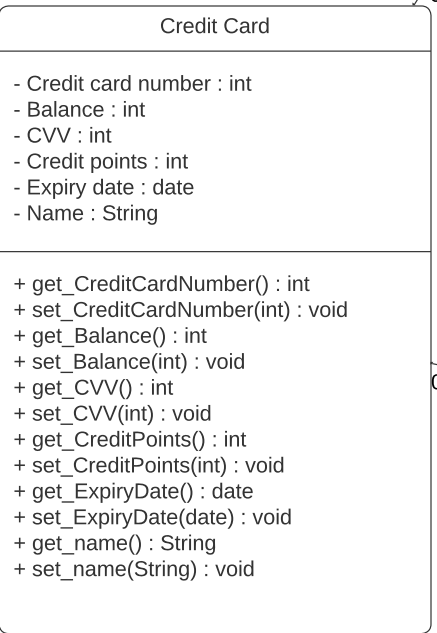 Credit Card
- Credit card number : int
- Balance : int
- CVV : int
- Credit points : int
- Expiry date : date
- Name : String
+ get_CreditCardNumber() : int
+ set_CreditCardNumber(int) : void
+ get_Balance() : int
+ set_Balance(int) : void
+ get_CVV() : int
+ set_CVV(int) : void
+ get_CreditPoints() : int
+ set_CreditPoints(int) : void
+ get_ExpiryDate() : date
+ set_ExpiryDate(date) : void
+ get_name() : String
+ set_name(String) : void